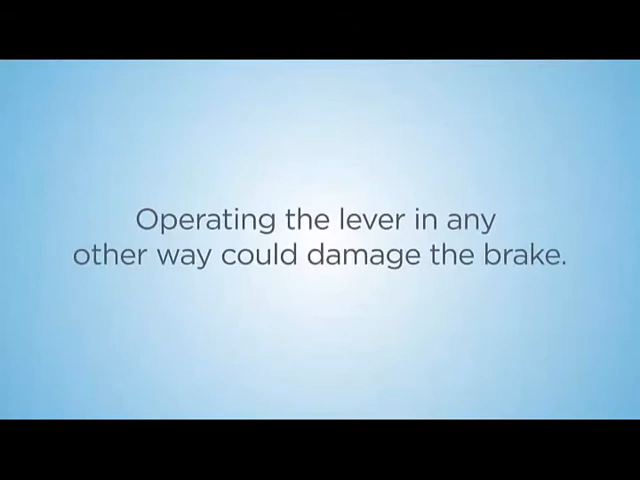 Operating the lever in any
other way could damage the brake.